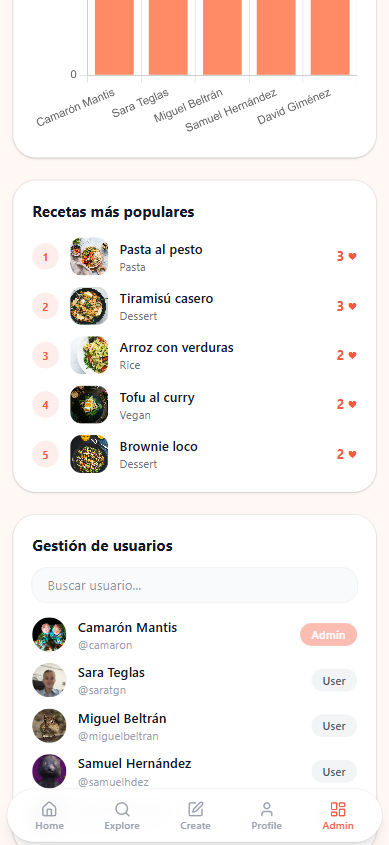 0
Camarón Mantis
Sara Teglas
Miguel Beltrán
Samuel Hernández
David Giménez
Recetas más populares
1
Pasta al pesto
Pasta
3
2
Tiramisú casero
Dessert
3
3
Arroz con verduras
Rice
2
4
Tofu al curry
Vegan
2
5
Brownie loco
Dessert
2
Gestión de usuarios
Buscar usuario...
Camarón Mantis
@camaron
Admin
Sara Teglas
@saratgn
User
Miguel Beltrán
@miguelbeltran
User
Samuel Hernández
@samuelhdez
User
Home
Explore
Create
Profile
Admin